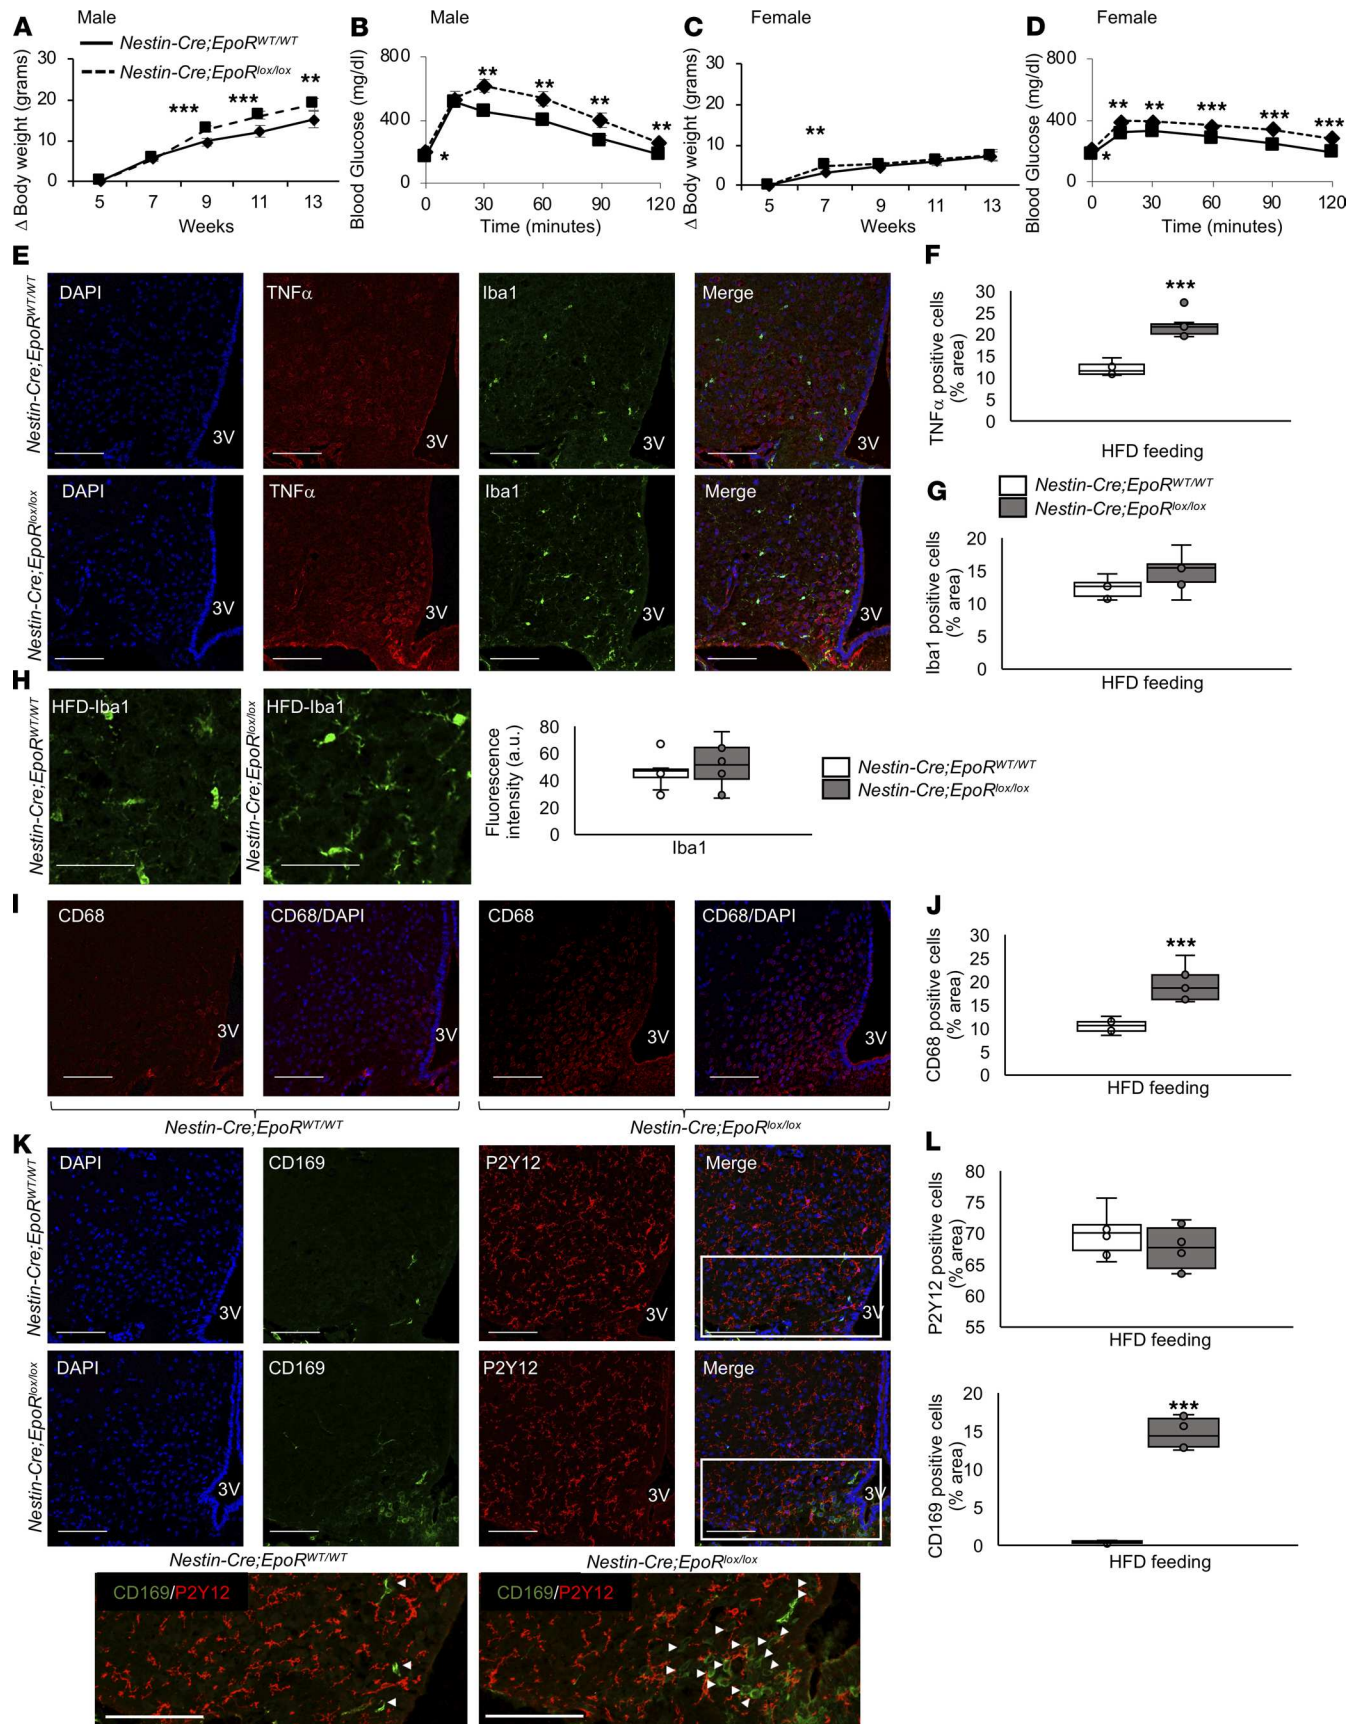 A
Male
Nestin-Cre;EpoR^WT/WT
Nestin-Cre;EpoR^lox/lox
Δ Body weight (grams)
30
20
10
0
***
***
**
5 7 9 11 13
Weeks
B
Male
Blood Glucose (mg/dl)
800
400
0
*
**
**
**
**
0 30 60 90 120
Time (minutes)
C
Female
Δ Body weight (grams)
30
20
10
0
**
5 7 9 11 13
Weeks
D
Female
Blood Glucose (mg/dl)
800
400
0
*
**
**
***
***
***
0 30 60 90 120
Time (minutes)
E
Nestin-Cre;EpoR^WT/WT
DAPI
3V
TNFα
3V
Iba1
3V
Merge
Nestin-Cre;EpoR^lox/lox
DAPI
3V
TNFα
3V
Iba1
3V
Merge
F
TNFα positive cells
(% area)
30
25
20
15
10
5
0
***
HFD feeding
Nestin-Cre;EpoR^WT/WT
Nestin-Cre;EpoR^lox/lox
G
Iba1 positive cells
(% area)
20
15
10
5
0
HFD feeding
H
Nestin-Cre;EpoR^WT/WT
HFD-Iba1
Nestin-Cre;EpoR^lox/lox
HFD-Iba1
Fluorescence
intensity (a.u.)
80
60
40
20
0
Iba1
Nestin-Cre;EpoR^WT/WT
Nestin-Cre;EpoR^lox/lox
I
CD68
3V
CD68/DAPI
3V
CD68
3V
CD68/DAPI
3V
Nestin-Cre;EpoR^WT/WT
Nestin-Cre;EpoR^lox/lox
J
CD68 positive cells
(% area)
30
25
20
15
10
5
0
***
HFD feeding
K
Nestin-Cre;EpoR^WT/WT
DAPI
3V
CD169
P2Y12
3V
Merge
3V
Nestin-Cre;EpoR^lox/lox
DAPI
3V
CD169
P2Y12
3V
Merge
3V
Nestin-Cre;EpoR^WT/WT
Nestin-Cre;EpoR^lox/lox
CD169/P2Y12
CD169/P2Y12
L
P2Y12 positive cells
(% area)
80
75
70
65
60
55
HFD feeding
CD169 positive cells
(% area)
20
15
10
5
0
***
HFD feeding